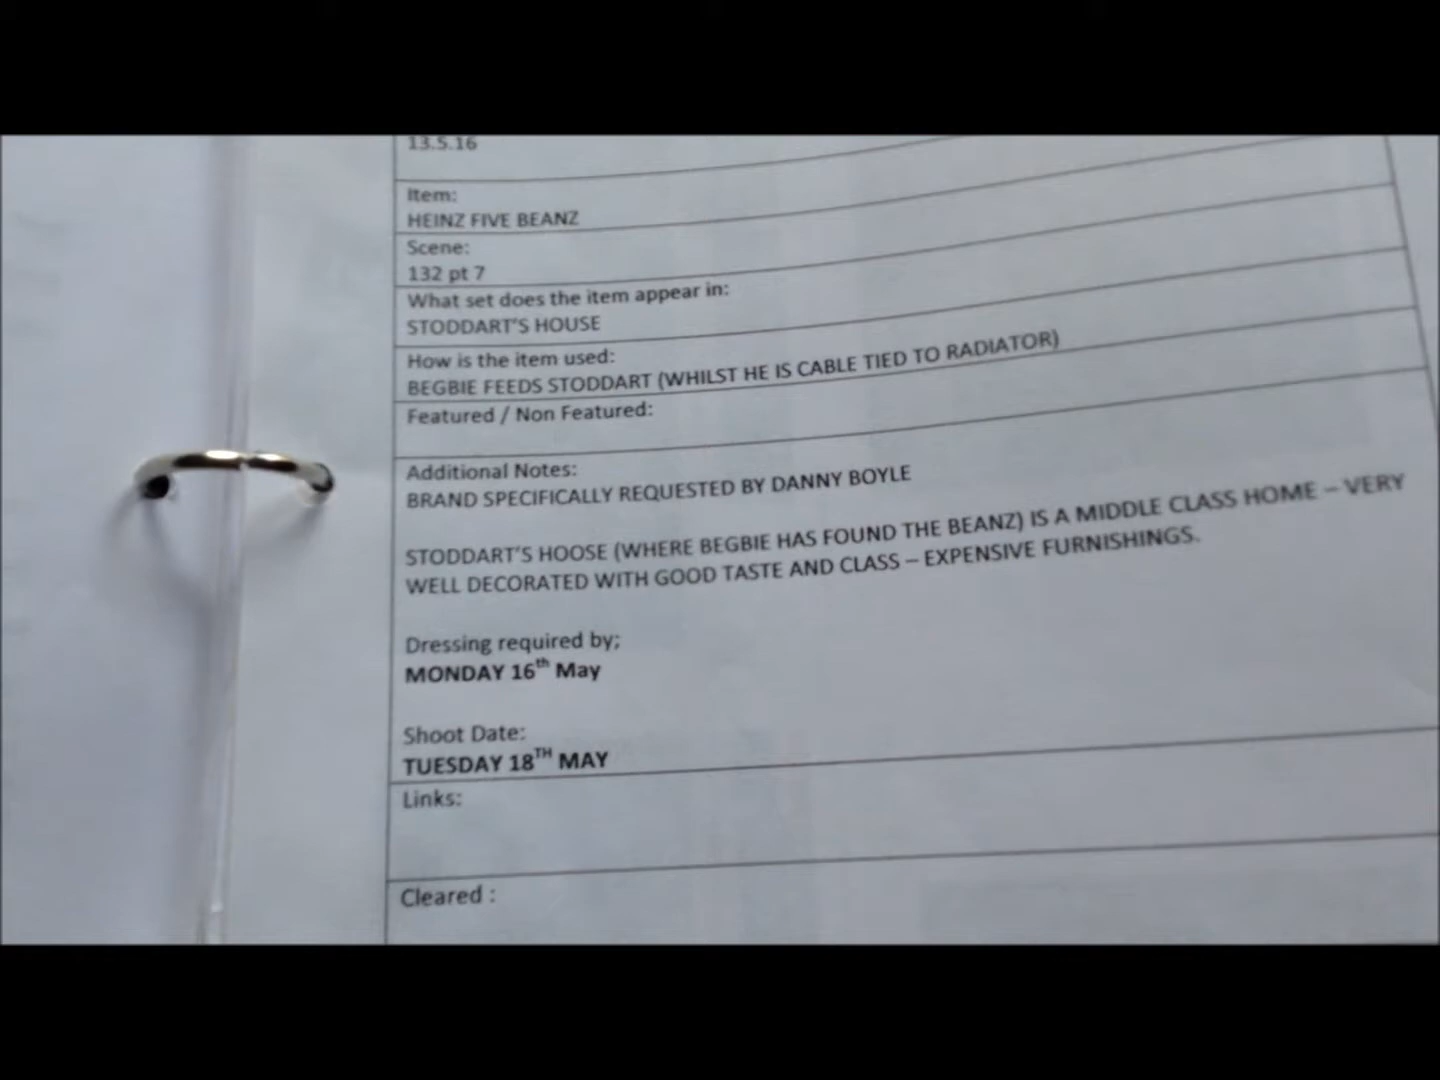 13.5.16
Item:
HEINZ FIVE BEANZ
Scene:
132 pt 7
What set does the item appear in:
STODDART'S HOUSE
How is the item used:
BEGBIE FEEDS STODDART (WHILST HE IS CABLE TIED TO RADIATOR)
Featured / Non Featured:
Additional Notes:
BRAND SPECIFICALLY REQUESTED BY DANNY BOYLE
STODDART'S HOOSE (WHERE BEGBIE HAS FOUND THE BEANZ) IS A MIDDLE CLASS HOME – VERY
WELL DECORATED WITH GOOD TASTE AND CLASS – EXPENSIVE FURNISHINGS.
Dressing required by;
MONDAY 16th May
Shoot Date:
TUESDAY 18TH MAY
Links:
Cleared :